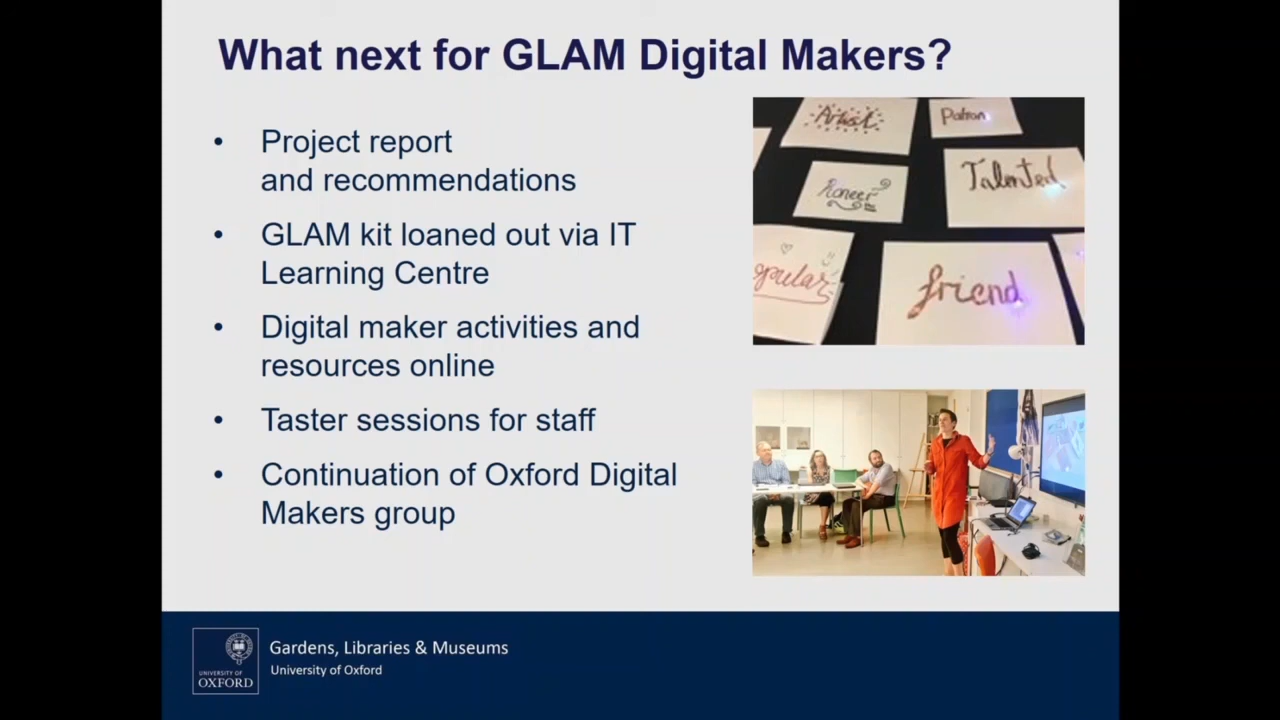 What next for GLAM Digital Makers?
• Project report
and recommendations
• GLAM kit loaned out via IT
Learning Centre
• Digital maker activities and
resources online
• Taster sessions for staff
• Continuation of Oxford Digital
Makers group
Artist
Patron
Pioneer
Talented
opular
friend
UNIVERSITY OF
OXFORD
Gardens, Libraries & Museums
University of Oxford